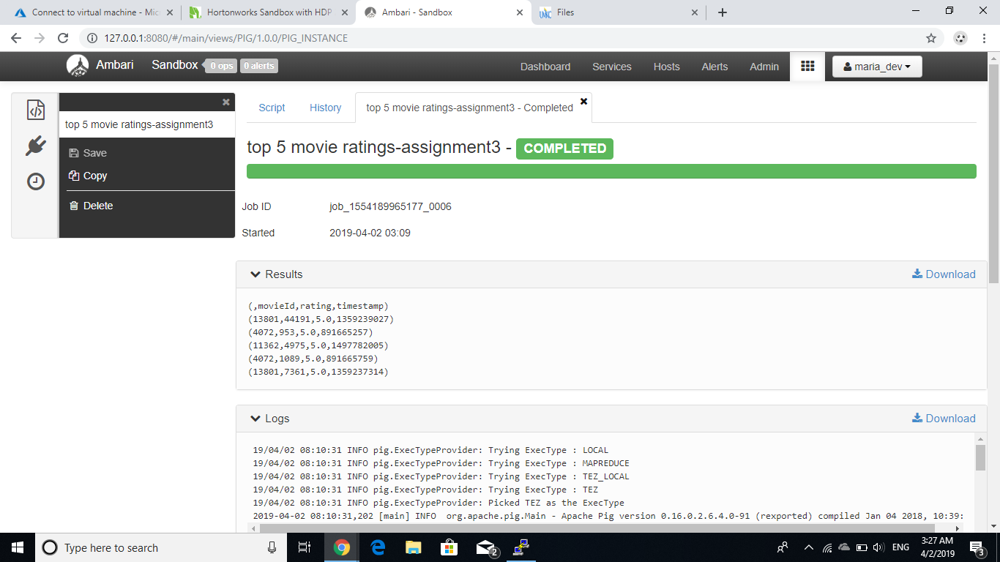 Connect to virtual machine - Mic
Hortonworks Sandbox with HDP
Ambari - Sandbox
UMKC Files
127.0.0.1:8080/#/main/views/PIG/1.0.0/PIG_INSTANCE
Ambari Sandbox 0 ops 0 alerts Dashboard Services Hosts Alerts Admin maria_dev
top 5 movie ratings-assignment3
Save
Copy
Delete
Script History top 5 movie ratings-assignment3 - Completed
top 5 movie ratings-assignment3 - COMPLETED
Job ID job_1554189965177_0006
Started 2019-04-02 03:09
Results Download
(,movieId,rating,timestamp)
(13801,44191,5.0,1359239027)
(4072,953,5.0,891665257)
(11362,4975,5.0,1497782005)
(4072,1089,5.0,891665759)
(13801,7361,5.0,1359237314)
Logs Download
19/04/02 08:10:31 INFO pig.ExecTypeProvider: Trying ExecType : LOCAL
19/04/02 08:10:31 INFO pig.ExecTypeProvider: Trying ExecType : MAPREDUCE
19/04/02 08:10:31 INFO pig.ExecTypeProvider: Trying ExecType : TEZ_LOCAL
19/04/02 08:10:31 INFO pig.ExecTypeProvider: Trying ExecType : TEZ
19/04/02 08:10:31 INFO pig.ExecTypeProvider: Picked TEZ as the ExecType
2019-04-02 08:10:31,202 [main] INFO  org.apache.pig.Main - Apache Pig version 0.16.0.2.6.4.0-91 (rexported) compiled Jan 04 2018, 10:39:
Type here to search
2
ENG
3:27 AM
4/2/2019
3